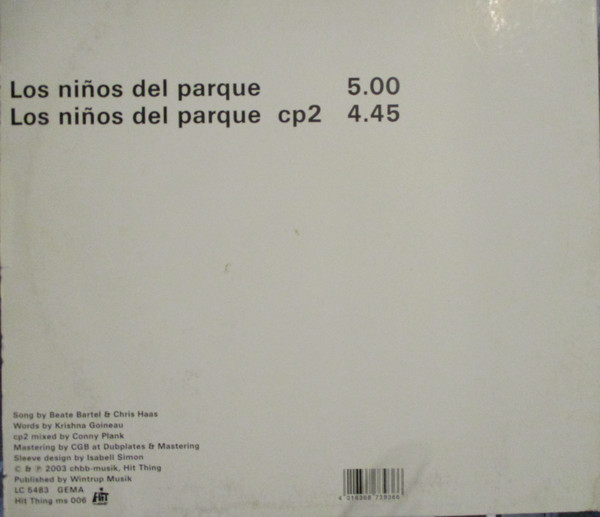 Los niños del parque 5.00
Los niños del parque cp2 4.45
Song by Beate Bartel & Chris Haas
Words by Krishna Goineau
cp2 mixed by Conny Plank
Mastering by CGB at Dubplates & Mastering
Sleeve design by Isabell Simon
© & ℗ 2003 chbb-musik, Hit Thing
Published by Wintrup Musik
LC 5483 GEMA
Hit Thing ms 006 HIT